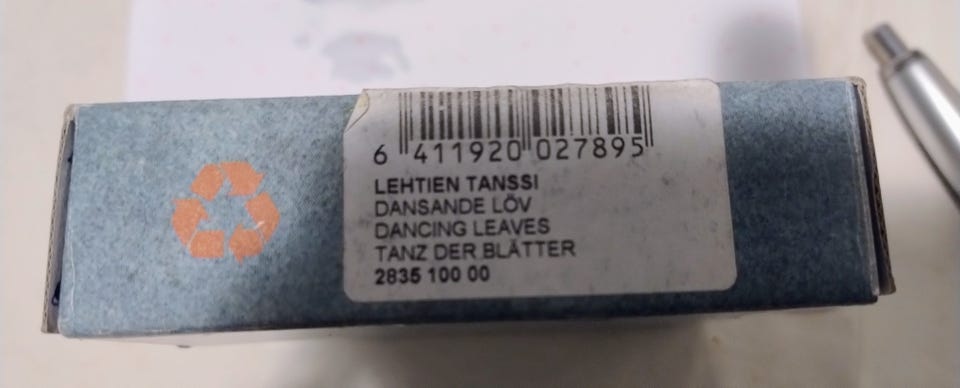 6 411920 027895
LEHTIEN TANSSI
DANSANDE LÖV
DANCING LEAVES
TANZ DER BLÄTTER
2835 100 00